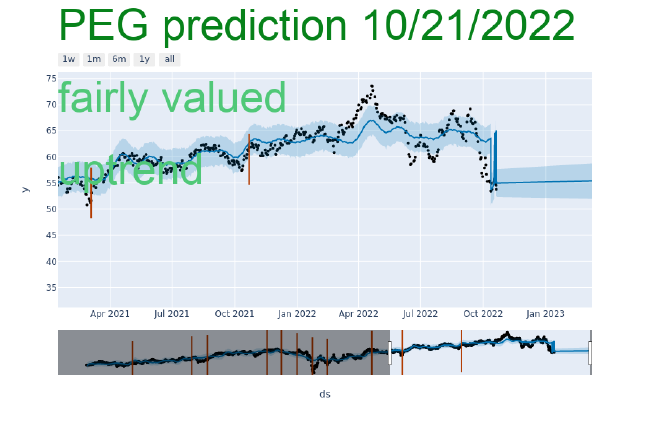 PEG prediction 10/21/2022
1w 1m 6m 1y all
75
fairly valued
70
65
60
uptrend
55
y
50
45
40
35
Apr 2021 Jul 2021 Oct 2021 Jan 2022 Apr 2022 Jul 2022 Oct 2022 Jan 2023
ds